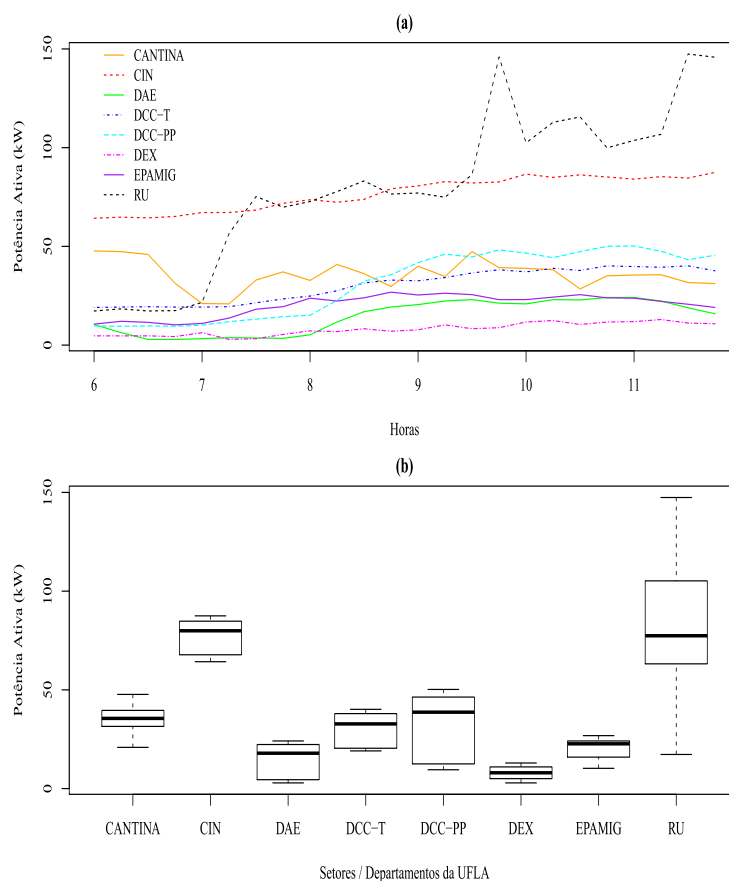 (a)
Potência Ativa (kW)
150
100
50
0
CANTINA
CIN
DAE
DCC−T
DCC−PP
DEX
EPAMIG
RU
6 7 8 9 10 11
Horas
(b)
Potência Ativa (kW)
150
100
50
0
CANTINA CIN DAE DCC−T DCC−PP DEX EPAMIG RU
Setores / Departamentos da UFLA